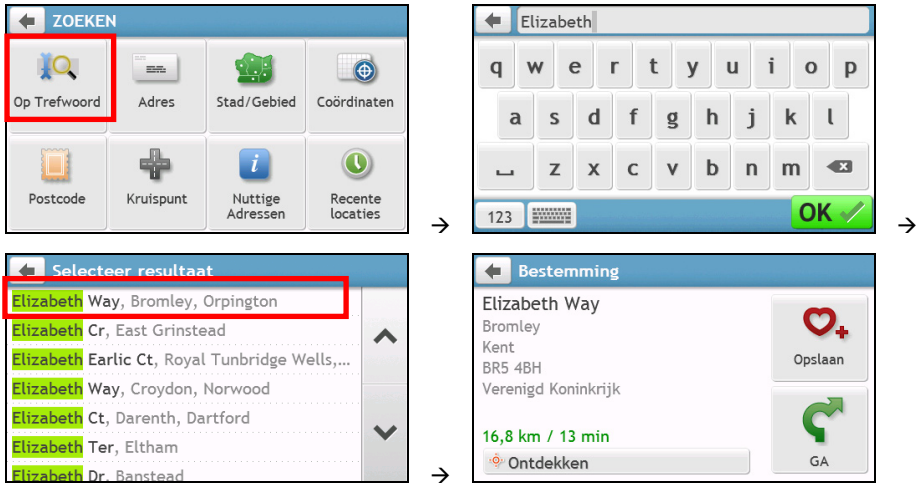 ZOEKEN
Op Trefwoord
Adres
Stad/Gebied
Coördinaten
Postcode
Kruispunt
Nuttige
Adressen
Recente
locaties
→
Elizabeth
q w e r t y u i o p
a s d f g h j k l
z x c v b n m
123
OK
→
Selecteer resultaat
Elizabeth Way, Bromley, Orpington
Elizabeth Cr, East Grinstead
Elizabeth Earlic Ct, Royal Tunbridge Wells,...
Elizabeth Way, Croydon, Norwood
Elizabeth Ct, Darenth, Dartford
Elizabeth Ter, Eltham
Elizabeth Dr, Banstead
→
Bestemming
Elizabeth Way
Bromley
Kent
BR5 4BH
Verenigd Koninkrijk
16,8 km / 13 min
Ontdekken
Opslaan
GA